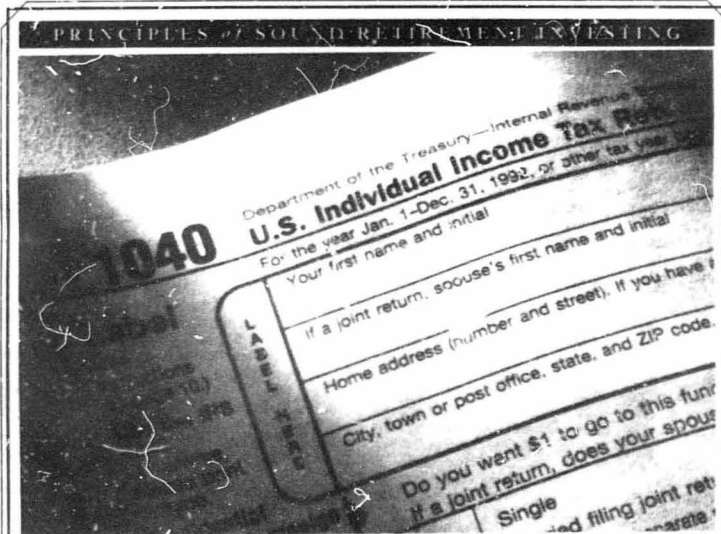 PRINCIPLES of SOUND RETIREMENT INVESTING
Department of the Treasury—Internal Revenue
1040 U.S. Individual Income Tax
For the year Jan. 1–Dec. 31, 1992, or other tax year
Your first name and initial
If a joint return, spouse's first name and initial
Home address (number and street). If you have
City, town or post office, state, and ZIP code.
Do you want $1 to go to this
If a joint return, does your
Single
filing joint
LABEL HERE